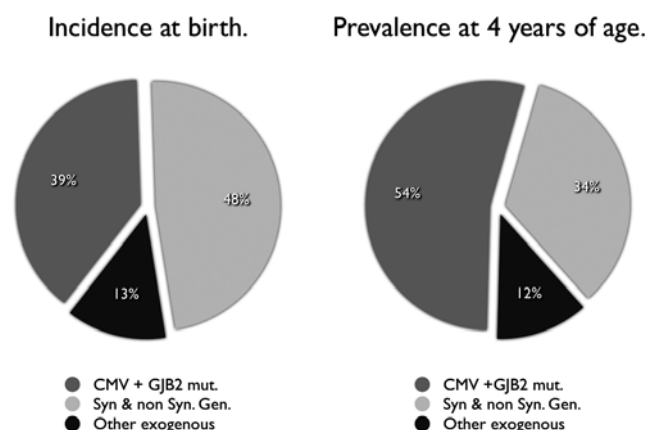 Incidence at birth.
39%
48%
13%
CMV + GJB2 mut.
Syn & non Syn. Gen.
Other exogenous
Prevalence at 4 years of age.
54%
34%
12%
CMV +GJB2 mut.
Syn & non Syn. Gen.
Other exogenous